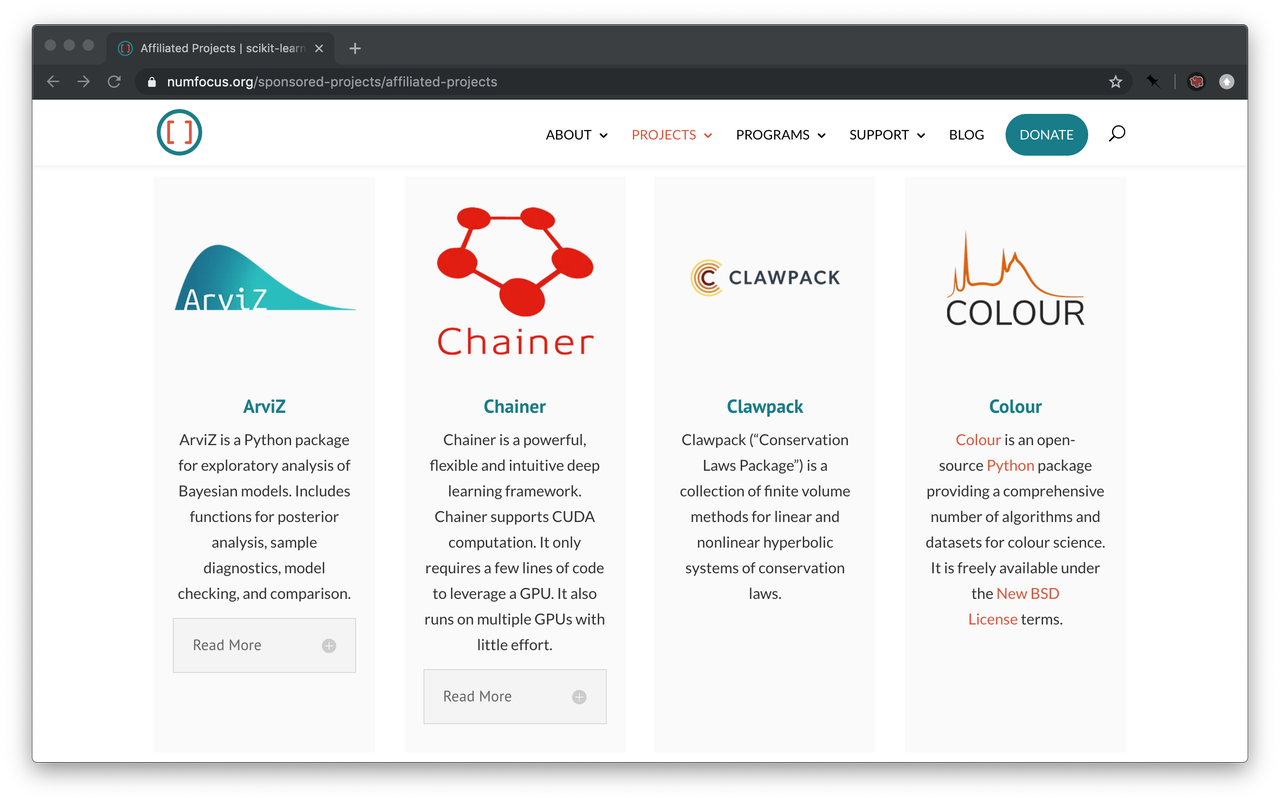 Affiliated Projects | scikit-learn
numfocus.org/sponsored-projects/affiliated-projects
[ ]
ABOUT PROJECTS PROGRAMS SUPPORT BLOG DONATE
ArviZ
Chainer
CLAWPACK
COLOUR
ArviZ
ArviZ is a Python package
for exploratory analysis of
Bayesian models. Includes
functions for posterior
analysis, sample
diagnostics, model
checking, and comparison.
Read More
Chainer
Chainer is a powerful,
flexible and intuitive deep
learning framework.
Chainer supports CUDA
computation. It only
requires a few lines of code
to leverage a GPU. It also
runs on multiple GPUs with
little effort.
Read More
Clawpack
Clawpack (“Conservation
Laws Package”) is a
collection of finite volume
methods for linear and
nonlinear hyperbolic
systems of conservation
laws.
Colour
Colour is an open-
source Python package
providing a comprehensive
number of algorithms and
datasets for colour science.
It is freely available under
the New BSD
License terms.